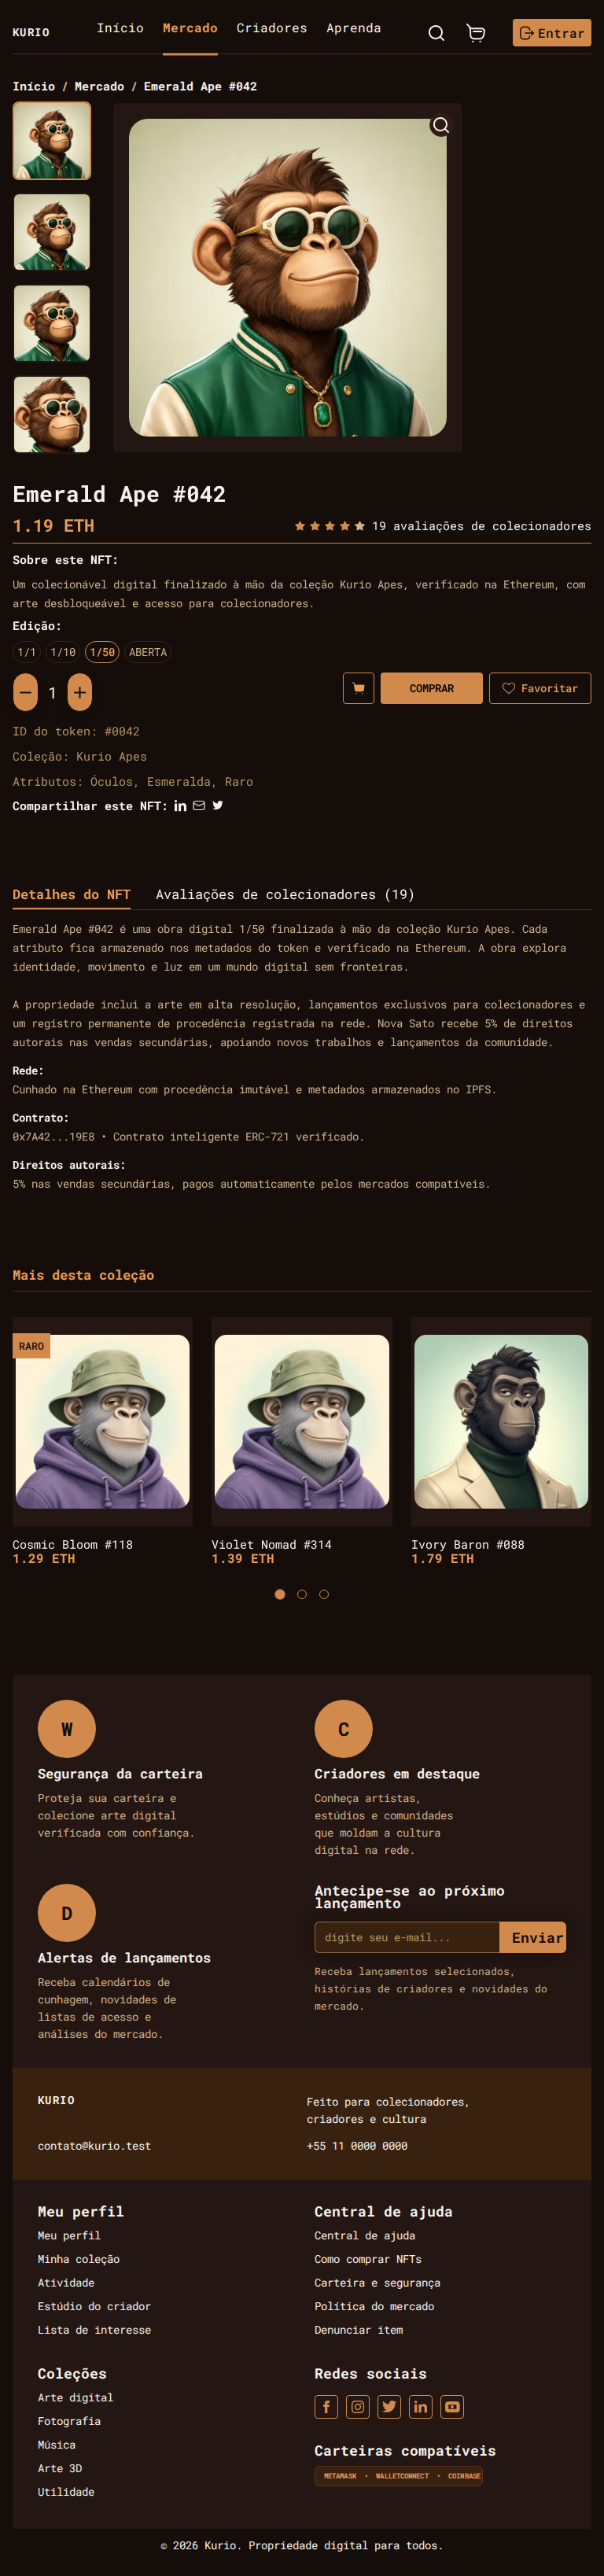 KURIO
Início Mercado Criadores Aprenda
Entrar
Início / Mercado / Emerald Ape #042
Emerald Ape #042
1.19 ETH
19 avaliações de colecionadores
Sobre este NFT:
Um colecionável digital finalizado à mão da coleção Kurio Apes, verificado na Ethereum, com
arte desbloqueável e acesso para colecionadores.
Edição:
1/1 1/10 1/50 ABERTA
1
COMPRAR
Favoritar
ID do token: #0042
Coleção: Kurio Apes
Atributos: Óculos, Esmeralda, Raro
Compartilhar este NFT:
Detalhes do NFT
Avaliações de colecionadores (19)
Emerald Ape #042 é uma obra digital 1/50 finalizada à mão da coleção Kurio Apes. Cada
atributo fica armazenado nos metadados do token e verificado na Ethereum. A obra explora
identidade, movimento e luz em um mundo digital sem fronteiras.
A propriedade inclui a arte em alta resolução, lançamentos exclusivos para colecionadores e
um registro permanente de procedência registrada na rede. Nova Sato recebe 5% de direitos
autorais nas vendas secundárias, apoiando novos trabalhos e lançamentos da comunidade.
Rede:
Cunhado na Ethereum com procedência imutável e metadados armazenados no IPFS.
Contrato:
0x7A42...19E8 • Contrato inteligente ERC-721 verificado.
Direitos autorais:
5% nas vendas secundárias, pagos automaticamente pelos mercados compatíveis.
Mais desta coleção
RARO
Cosmic Bloom #118
1.29 ETH
Violet Nomad #314
1.39 ETH
Ivory Baron #088
1.79 ETH
W
Segurança da carteira
Proteja sua carteira e
colecione arte digital
verificada com confiança.
C
Criadores em destaque
Conheça artistas,
estúdios e comunidades
que moldam a cultura
digital na rede.
D
Alertas de lançamentos
Receba calendários de
cunhagem, novidades de
listas de acesso e
análises do mercado.
Antecipe-se ao próximo
lançamento
digite seu e-mail...
Enviar
Receba lançamentos selecionados,
histórias de criadores e novidades do
mercado.
KURIO
Feito para colecionadores,
criadores e cultura
contato@kurio.test
+55 11 0000 0000
Meu perfil
Meu perfil
Minha coleção
Atividade
Estúdio do criador
Lista de interesse
Central de ajuda
Central de ajuda
Como comprar NFTs
Carteira e segurança
Política do mercado
Denunciar item
Coleções
Arte digital
Fotografia
Música
Arte 3D
Utilidade
Redes sociais
Carteiras compatíveis
METAMASK • WALLETCONNECT • COINBASE
© 2026 Kurio. Propriedade digital para todos.